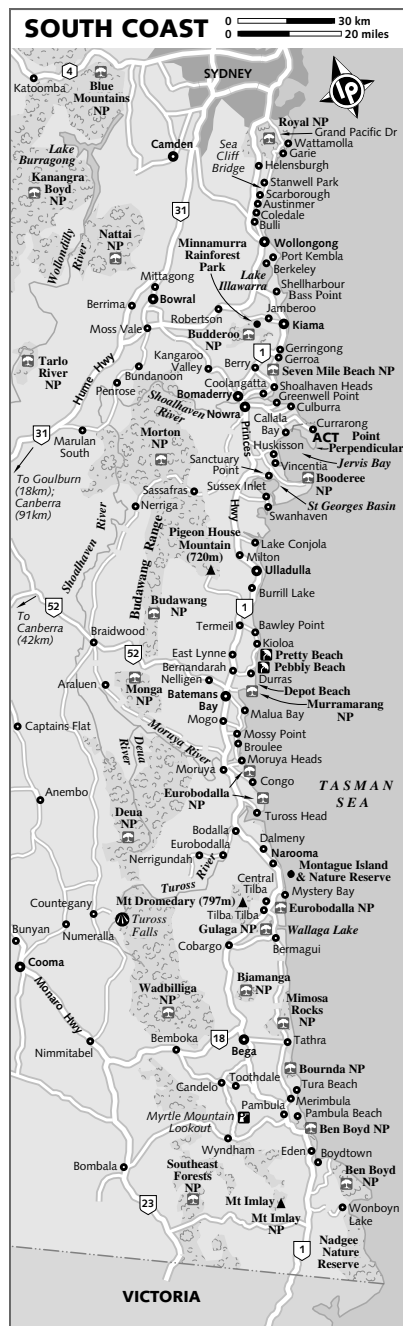 SOUTH COAST
0 30 km
0 20 miles
SYDNEY
4
Katoomba
Blue
Mountains
NP
Royal NP
Grand Pacific Dr
Wattamolla
Garie
Lake
Burragong
Camden
Sea
Cliff
Bridge
Helensburgh
Kanangra
Boyd
NP
Stanwell Park
Scarborough
Austinmer
Coledale
Bulli
31
Wollondilly
River
Nattai
NP
Minnamurra
Rainforest
Park
Wollongong
Port Kembla
Berkeley
Lake
Illawarra
Mittagong
Shellharbour
Bass Point
Berrima
Bowral
Robertson
Jamberoo
Moss Vale
Budderoo
NP
Kiama
Tarlo
River
NP
Hume Hwy
Kangaroo
Valley
1
Berry
Gerringong
Gerroa
Seven Mile Beach NP
Bundanoon
Penrose
Coolangatta
Shoalhaven Heads
Shoalhaven
River
Bomaderry
Greenwell Point
Nowra
Culburra
31
Marulan
South
Callala
Bay
Currarong
Morton
NP
Princes
Hwy
Huskisson
ACT
Point
Perpendicular
Jervis Bay
To Goulburn
(18km);
Canberra
(91km)
Sanctuary
Point
Vincentia
Booderee
NP
Sassafras
Sussex Inlet
St Georges Basin
Nerriga
Swanhaven
Shoalhaven River
Budawang Range
Pigeon House
Mountain
(720m)
Lake Conjola
Milton
Ulladulla
Burrill Lake
52
To
Canberra
(42km)
Budawang
NP
1
Termeil
Bawley Point
Braidwood
52
Kioloa
East Lynne
Pretty Beach
Bernandarah
Pebbly Beach
Araluen
Monga
NP
Nelligen
Durras
Depot Beach
Batemans
Bay
Murramarang
NP
Mogo
Malua Bay
Captains Flat
Moruya River
Deua
River
Mossy Point
Broulee
Moruya Heads
Moruya
Congo
TASMAN
SEA
Anembo
Eurobodalla
NP
Tuross Head
Deua
NP
Bodalla
Eurobodalla
Dalmeny
Nerrigundah
Narooma
Tuross
River
Montague Island
& Nature Reserve
Countegany
Mt Dromedary (797m)
Central
Tilba
Mystery Bay
Bunyan
Numeralla
Tuross
Falls
Tilba Tilba
Eurobodalla NP
Gulaga NP
Wallaga Lake
Cooma
Cobargo
Bermagui
Monaro Hwy
Wadbilliga
NP
Biamanga
NP
Mimosa
Rocks
NP
Nimmitabel
Bemboka
18
Bega
Tathra
Bournda NP
Candelo
Toothdale
Tura Beach
Merimbula
Myrtle Mountain
Lookout
Pambula
Pambula Beach
Ben Boyd NP
Wyndham
Eden
Boydtown
Bombala
Southeast
Forests
NP
Ben Boyd
NP
23
Mt Imlay
Mt Imlay
NP
Wonboyn
Lake
1
Nadgee
Nature
Reserve
VICTORIA